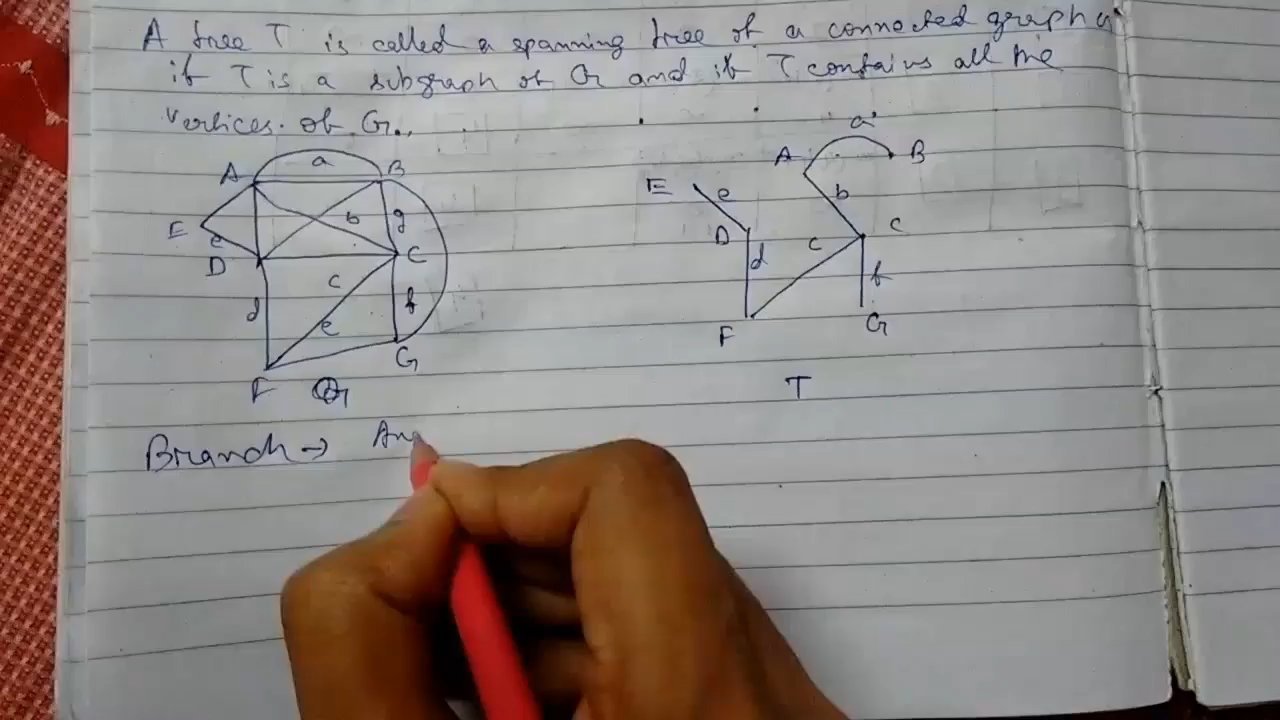 A tree T is called a spanning tree of a connected graph G
if T is a subgraph of G and if T contains all the
vertices of G.
a
A
B
E
e
b
g
D
C
c
d
f
e
F
G
G
a
A
B
E
e
b
D
c
C
d
f
F
G
T
Branch → An